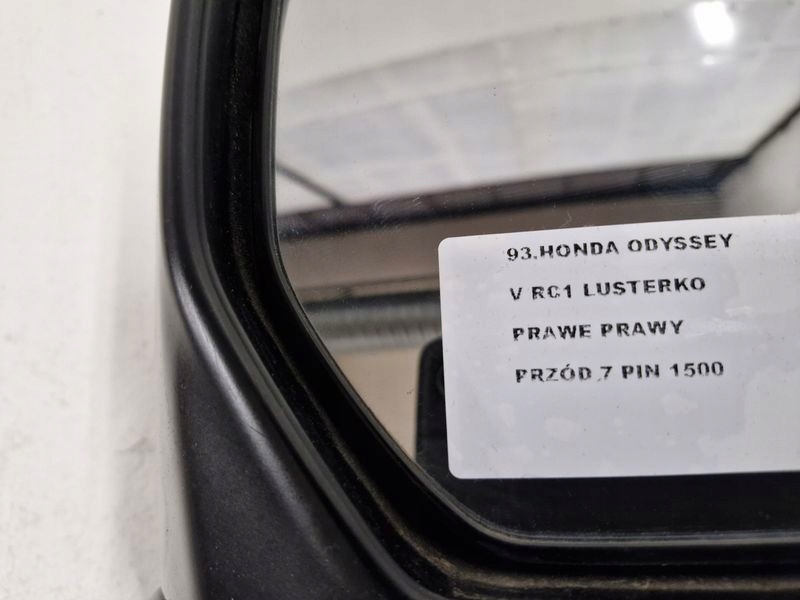 93.HONDA ODYSSEY
V RC1 LUSTERKO
PRAWE PRAWY
PRZÓD 7 PIN 1500